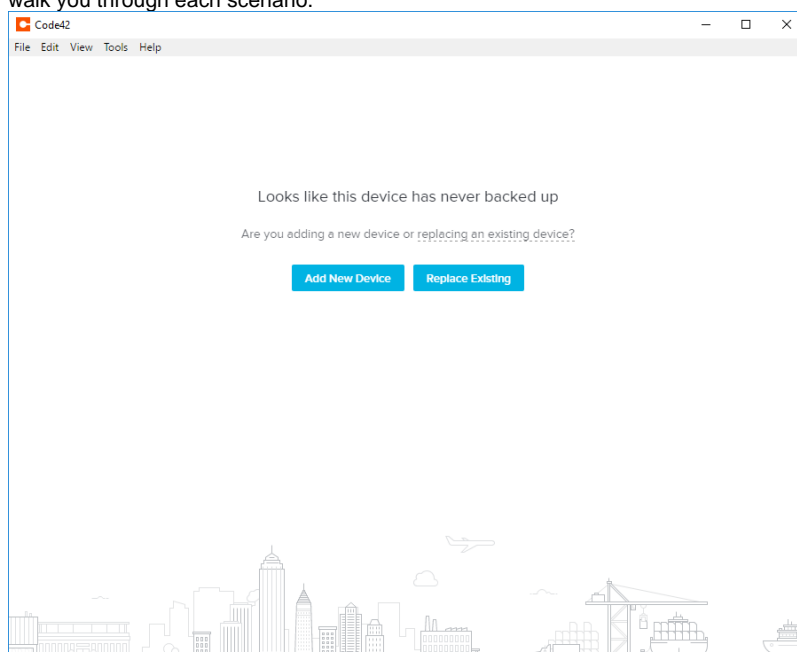 walk you through each scenario.
Code42
File Edit View Tools Help
Looks like this device has never backed up
Are you adding a new device or replacing an existing device?
Add New Device Replace Existing